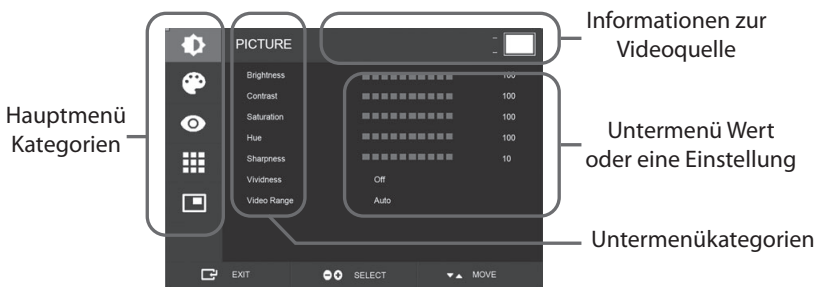 Informationen zur
Videoquelle
PICTURE
Brightness 100
Contrast 100
Saturation 100
Hue 100
Sharpness 10
Vividness Off
Video Range Auto
Hauptmenü
Kategorien
Untermenü Wert
oder eine Einstellung
Untermenükategorien
EXIT SELECT MOVE